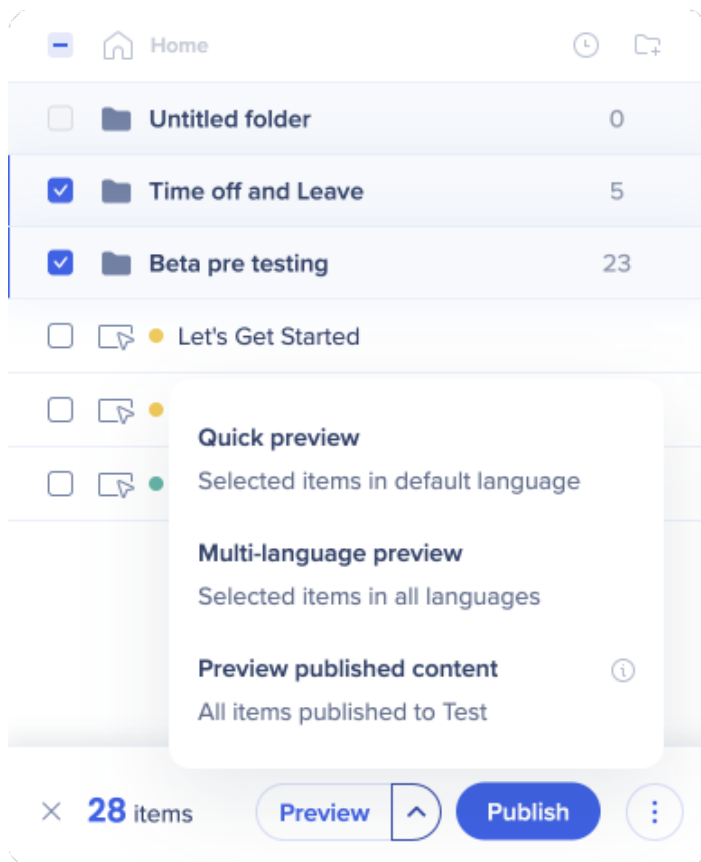 Home
Untitled folder 0
Time off and Leave 5
Beta pre testing 23
Let's Get Started
Quick preview
Selected items in default language
Multi-language preview
Selected items in all languages
Preview published content
All items published to Test
28 items Preview Publish